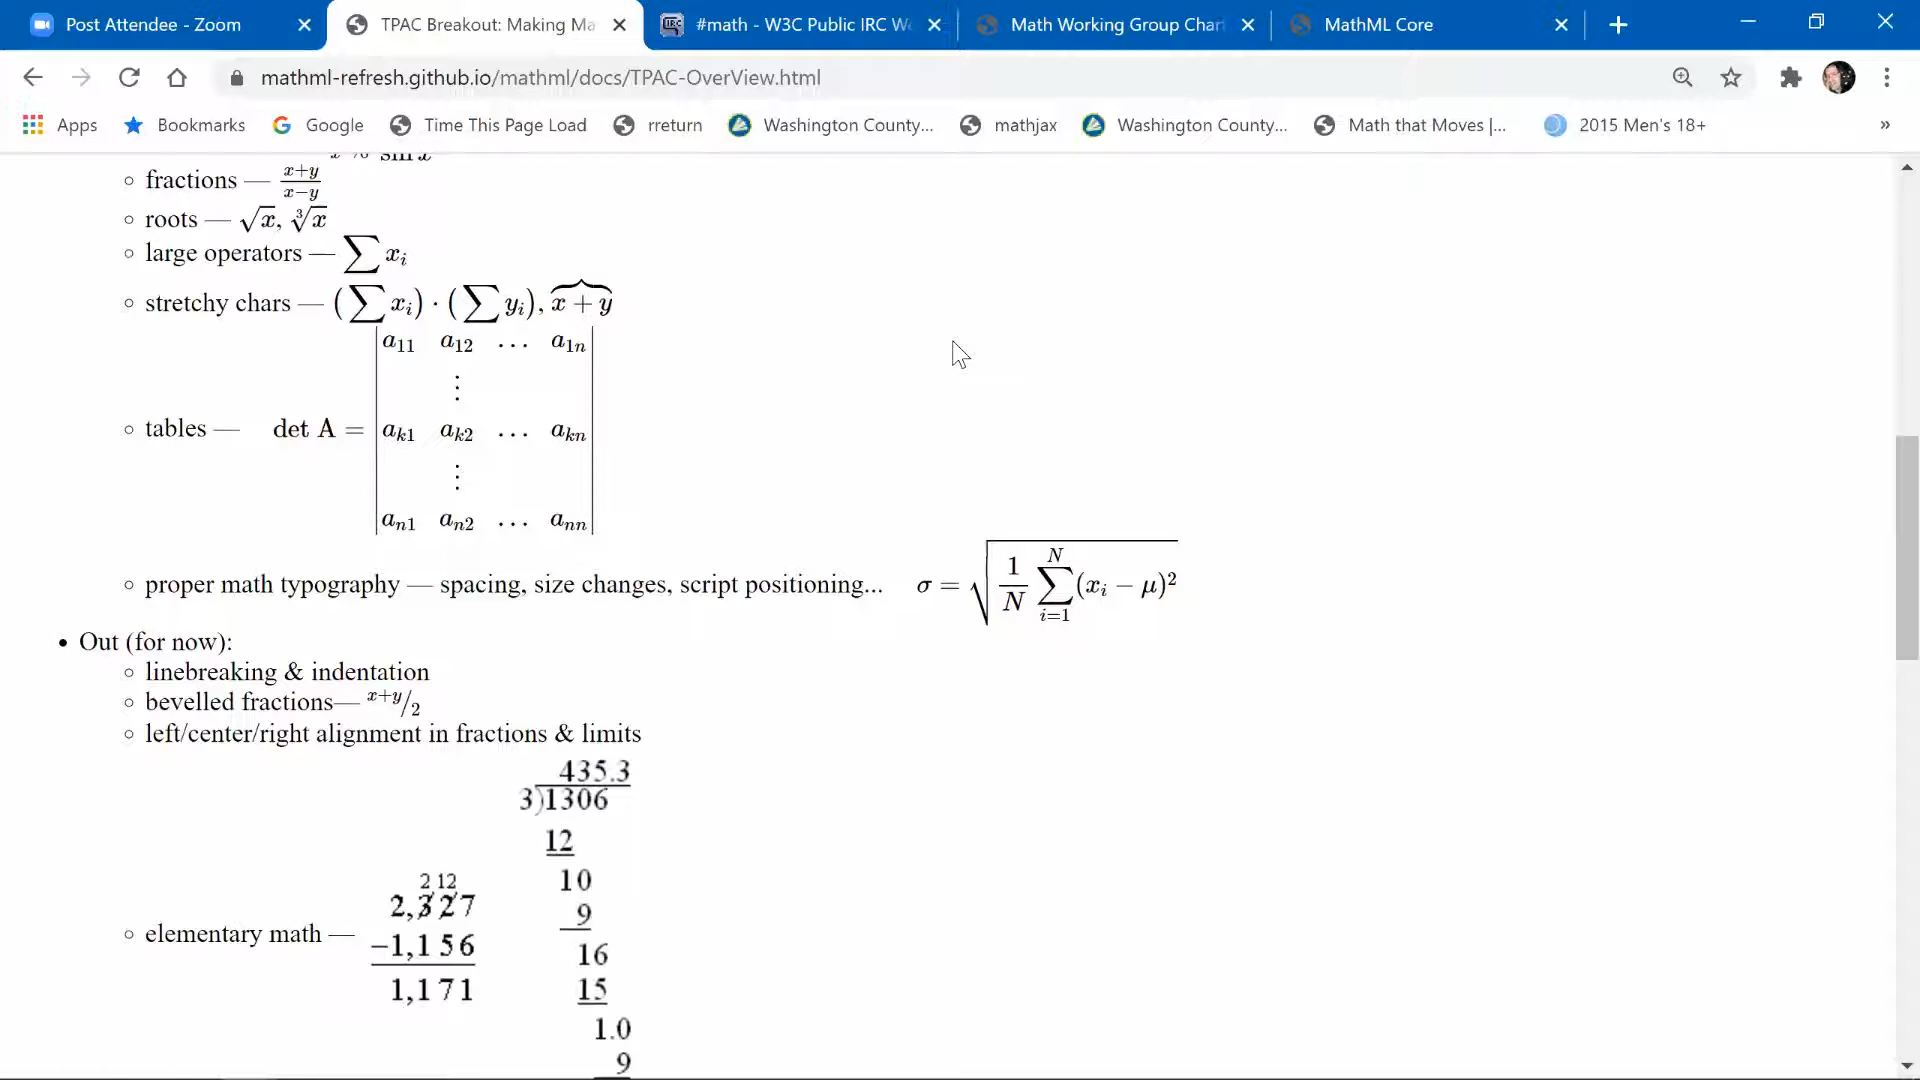 Post Attendee - Zoom
TPAC Breakout: Making Ma
#math - W3C Public IRC We
Math Working Group Char
MathML Core
mathml-refresh.github.io/mathml/docs/TPAC-OverView.html
Apps Bookmarks Google Time This Page Load rreturn Washington County... mathjax Washington County... Math that Moves |... 2015 Men's 18+ »
◦ fractions — x+y/x−y
◦ roots — √x, ∛x
◦ large operators — ∑ xᵢ
◦ stretchy chars — (∑ xᵢ) · (∑ yᵢ), x + y
a₁₁ a₁₂ … a₁ₙ
⋮
◦ tables — det A = aₖ₁ aₖ₂ … aₖₙ
⋮
aₙ₁ aₙ₂ … aₙₙ
◦ proper math typography — spacing, size changes, script positioning... σ = √(1/N ∑ᵢ₌₁ᴺ (xᵢ − μ)²)
• Out (for now):
◦ linebreaking & indentation
◦ bevelled fractions— x+y/2
◦ left/center/right alignment in fractions & limits
◦ elementary math —
2 12
2,327
−1,156
1,171
435.3
3)1306
12
10
9
16
15
1.0
9